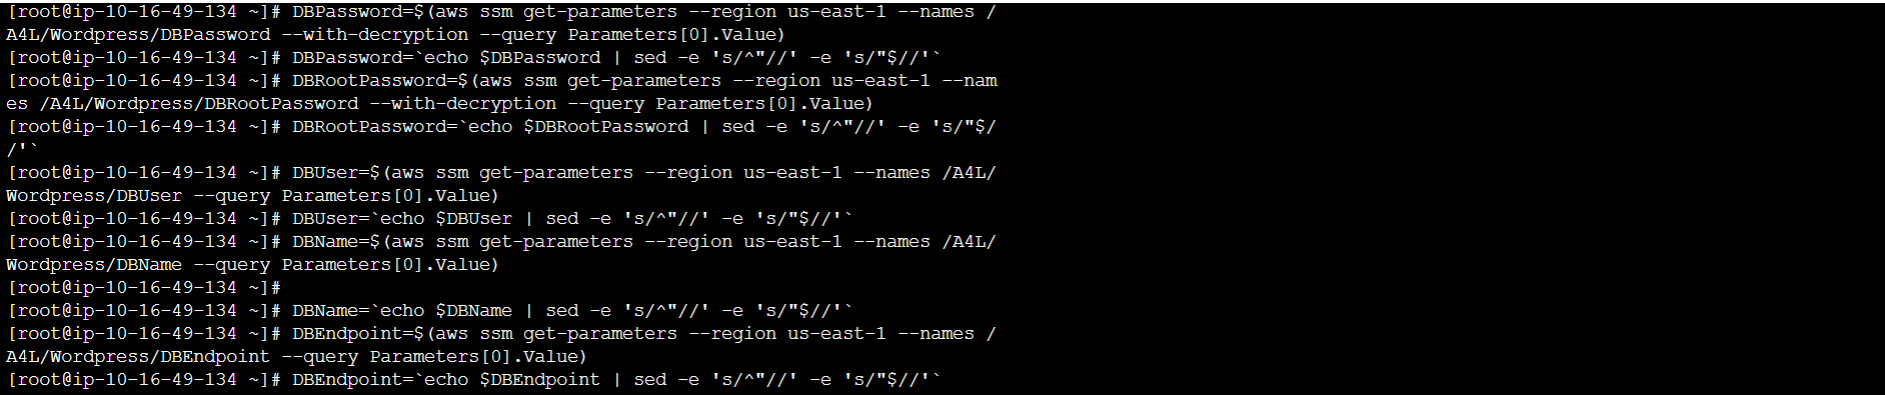 [root@ip-10-16-49-134 ~]# DBPassword=$(aws ssm get-parameters --region us-east-1 --names /
A4L/Wordpress/DBPassword --with-decryption --query Parameters[0].Value)
[root@ip-10-16-49-134 ~]# DBPassword=`echo $DBPassword | sed -e 's/^"//' -e 's/"$//'`
[root@ip-10-16-49-134 ~]# DBRootPassword=$(aws ssm get-parameters --region us-east-1 --nam
es /A4L/Wordpress/DBRootPassword --with-decryption --query Parameters[0].Value)
[root@ip-10-16-49-134 ~]# DBRootPassword=`echo $DBRootPassword | sed -e 's/^"//' -e 's/"$/
/'`
[root@ip-10-16-49-134 ~]# DBUser=$(aws ssm get-parameters --region us-east-1 --names /A4L/
Wordpress/DBUser --query Parameters[0].Value)
[root@ip-10-16-49-134 ~]# DBUser=`echo $DBUser | sed -e 's/^"//' -e 's/"$//'`
[root@ip-10-16-49-134 ~]# DBName=$(aws ssm get-parameters --region us-east-1 --names /A4L/
Wordpress/DBName --query Parameters[0].Value)
[root@ip-10-16-49-134 ~]#
[root@ip-10-16-49-134 ~]# DBName=`echo $DBName | sed -e 's/^"//' -e 's/"$//'`
[root@ip-10-16-49-134 ~]# DBEndpoint=$(aws ssm get-parameters --region us-east-1 --names /
A4L/Wordpress/DBEndpoint --query Parameters[0].Value)
[root@ip-10-16-49-134 ~]# DBEndpoint=`echo $DBEndpoint | sed -e 's/^"//' -e 's/"$//'`